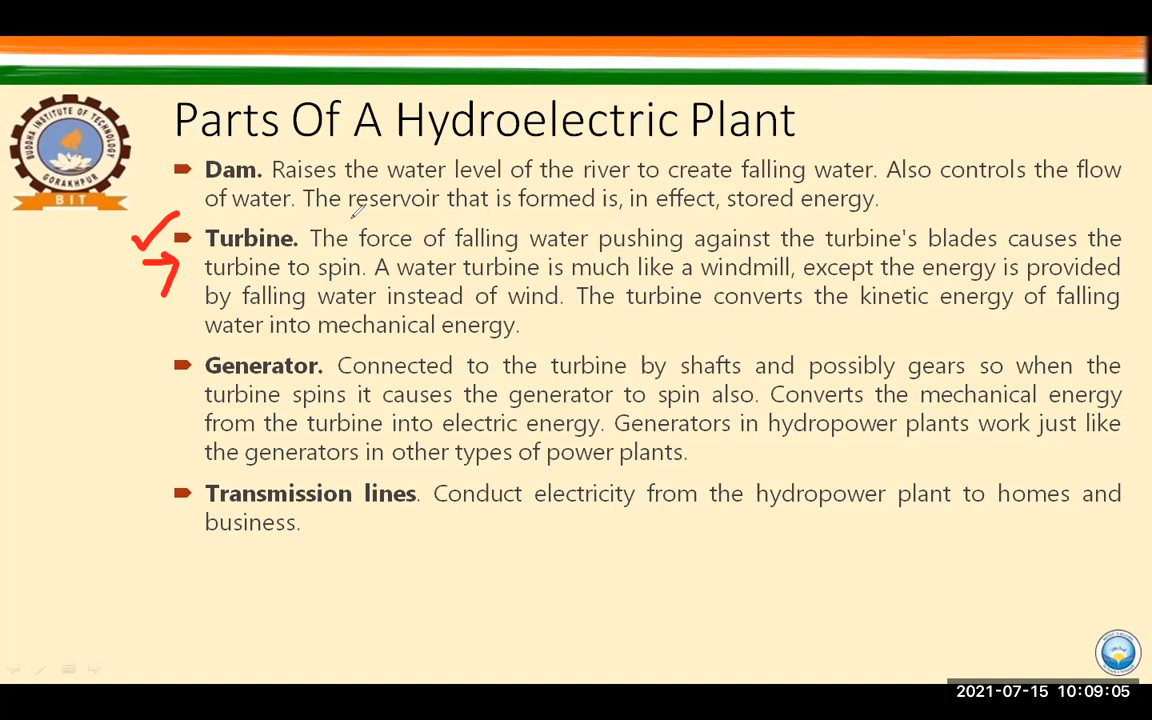 Parts Of A Hydroelectric Plant
BUDDHA INSTITUTE OF TECHNOLOGY
GORAKHPUR
BIT
Dam. Raises the water level of the river to create falling water. Also controls the flow
of water. The reservoir that is formed is, in effect, stored energy.
Turbine. The force of falling water pushing against the turbine's blades causes the
turbine to spin. A water turbine is much like a windmill, except the energy is provided
by falling water instead of wind. The turbine converts the kinetic energy of falling
water into mechanical energy.
Generator. Connected to the turbine by shafts and possibly gears so when the
turbine spins it causes the generator to spin also. Converts the mechanical energy
from the turbine into electric energy. Generators in hydropower plants work just like
the generators in other types of power plants.
Transmission lines. Conduct electricity from the hydropower plant to homes and
business.
2021-07-15 10:09:05